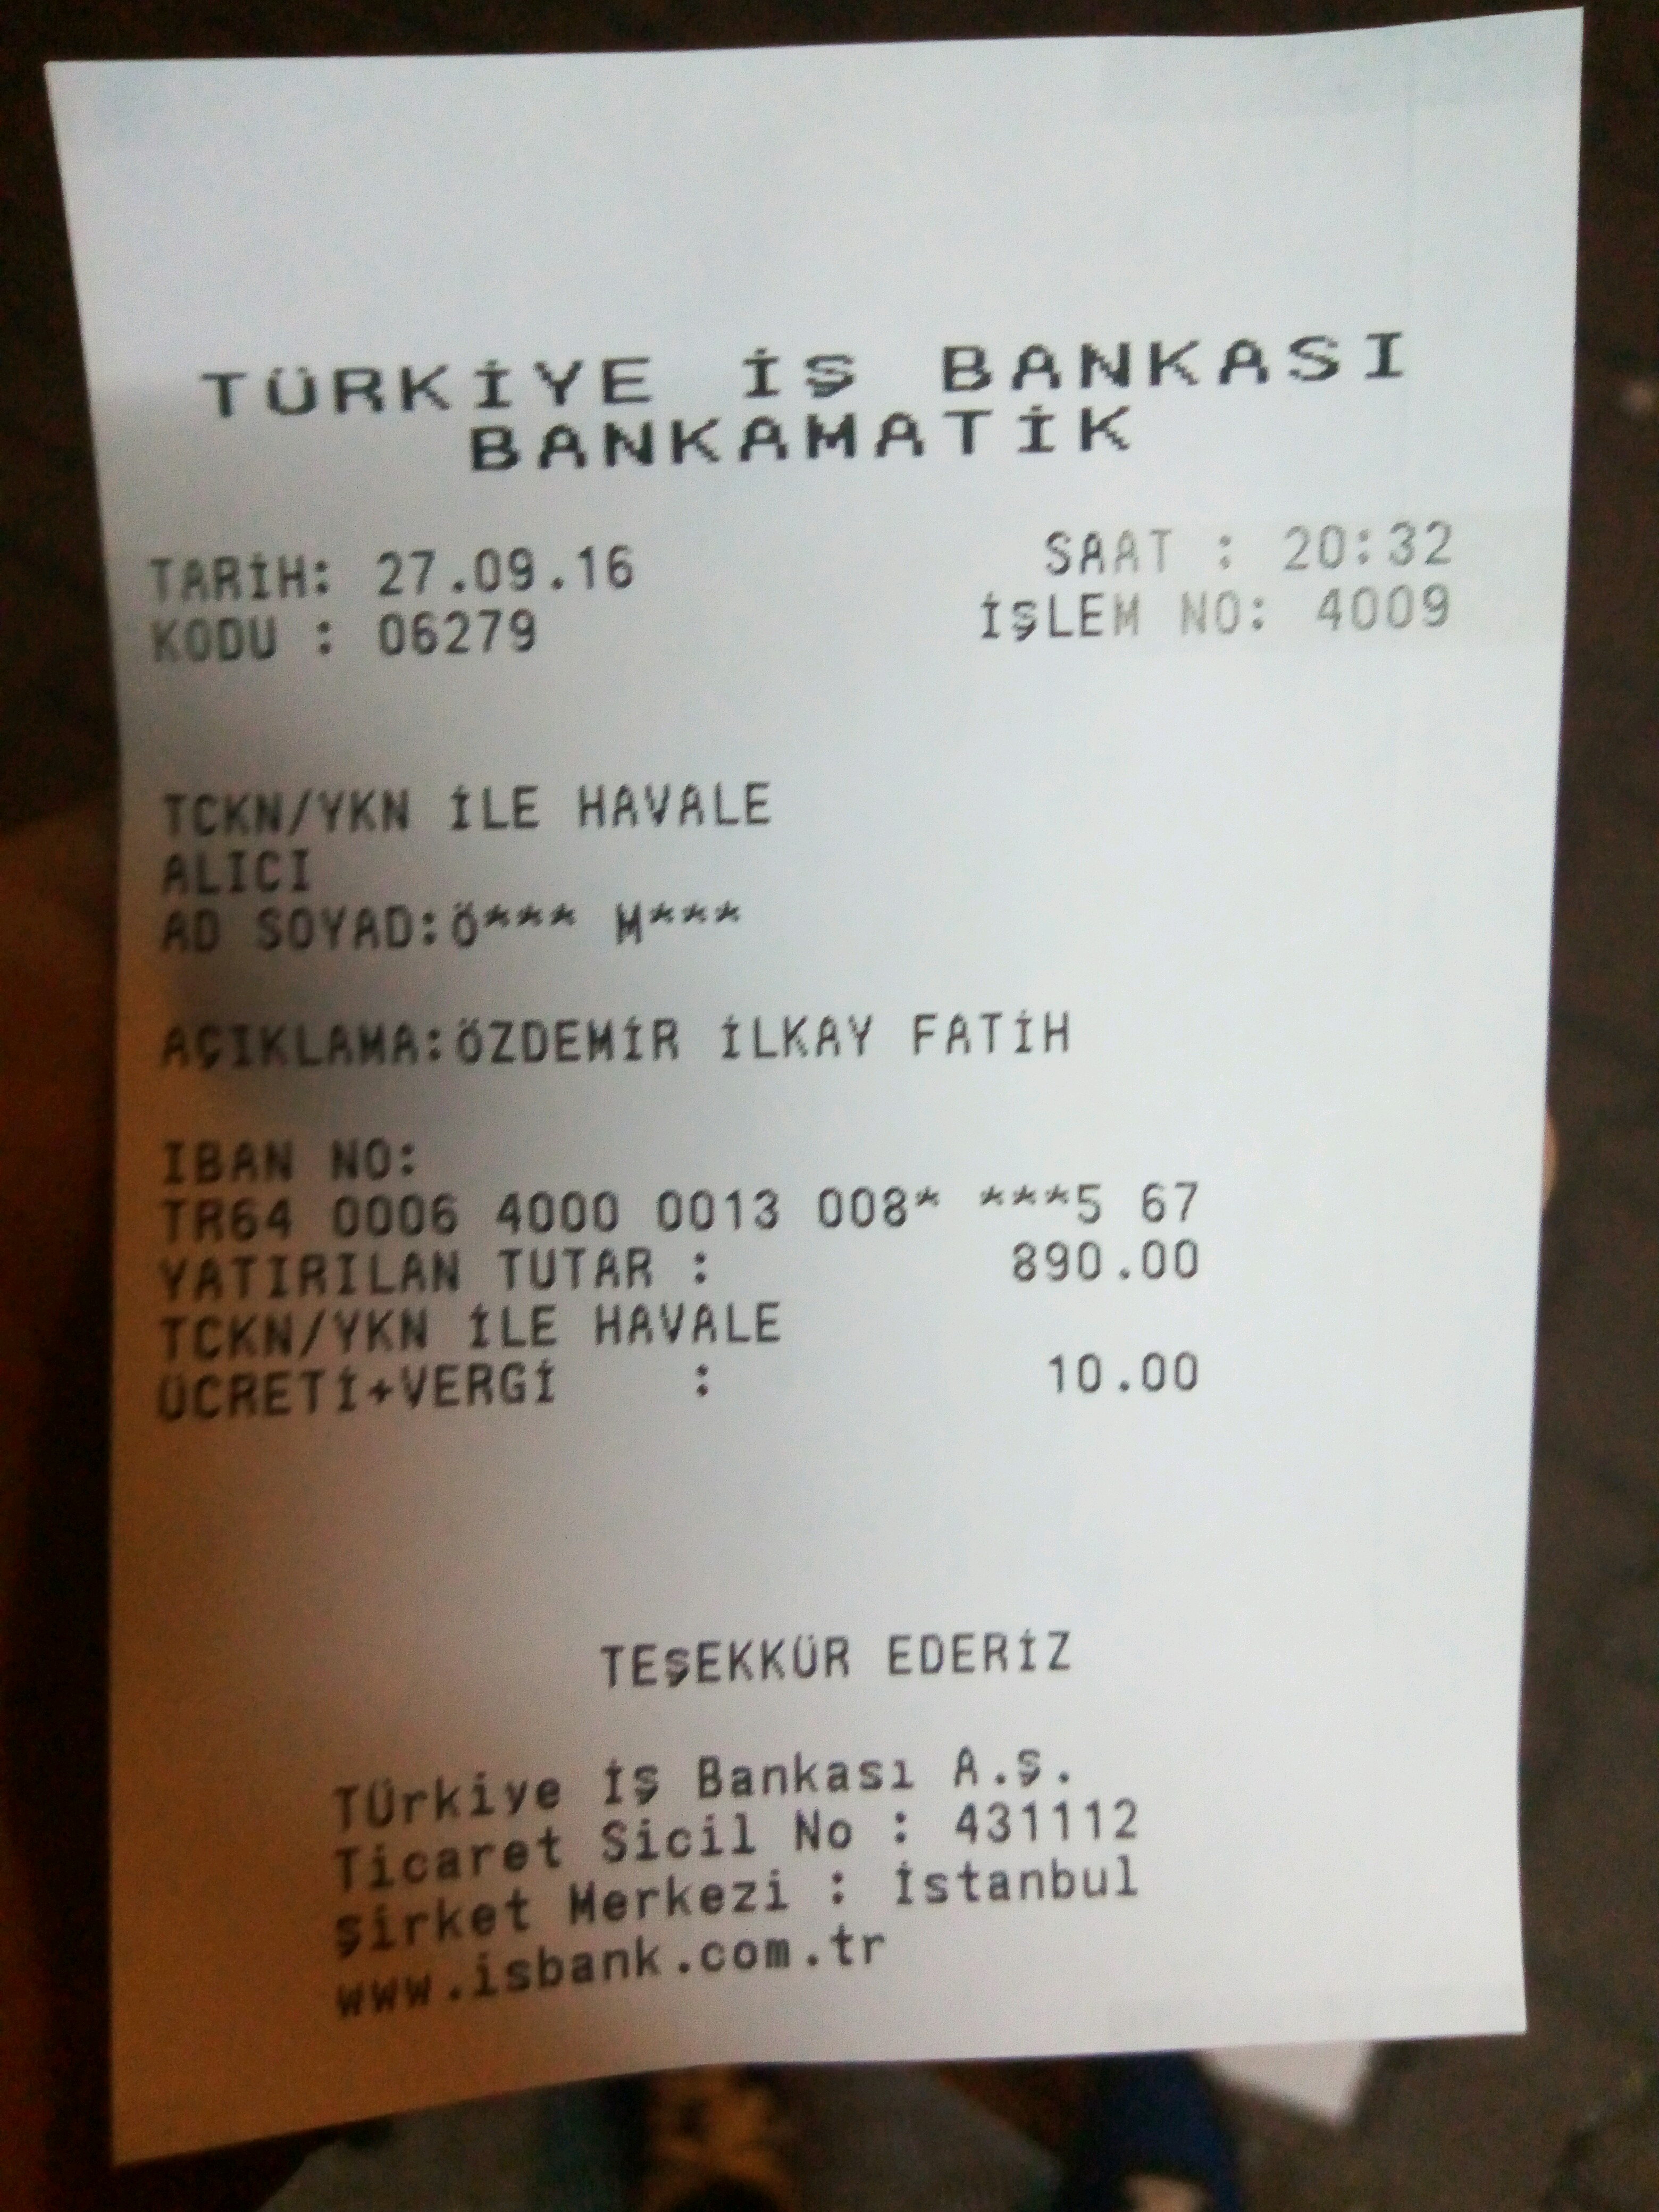 TÜRKİYE İŞ BANKASI
BANKAMATİK
TARİH: 27.09.16 SAAT : 20:32
KODU : 06279 İŞLEM NO: 4009
TCKN/YKN İLE HAVALE
ALICI
AD SOYAD:Ö*** M***
AÇIKLAMA:ÖZDEMİR İLKAY FATİH
IBAN NO:
TR64 0006 4000 0013 008* ***5 67
YATIRILAN TUTAR : 890.00
TCKN/YKN İLE HAVALE
ÜCRETİ+VERGİ : 10.00
TEŞEKKÜR EDERİZ
TÜrkiye İş Bankası A.Ş.
Ticaret Sicil No : 431112
Şirket Merkezi : İstanbul
www.isbank.com.tr